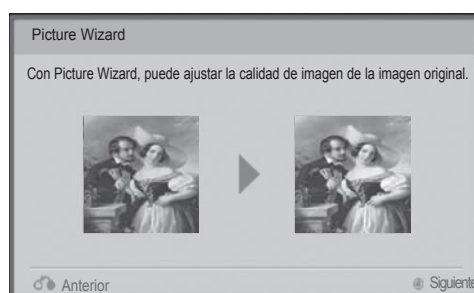 Picture Wizard
Con Picture Wizard, puede ajustar la calidad de imagen de la imagen original.
Anterior
Siguiente